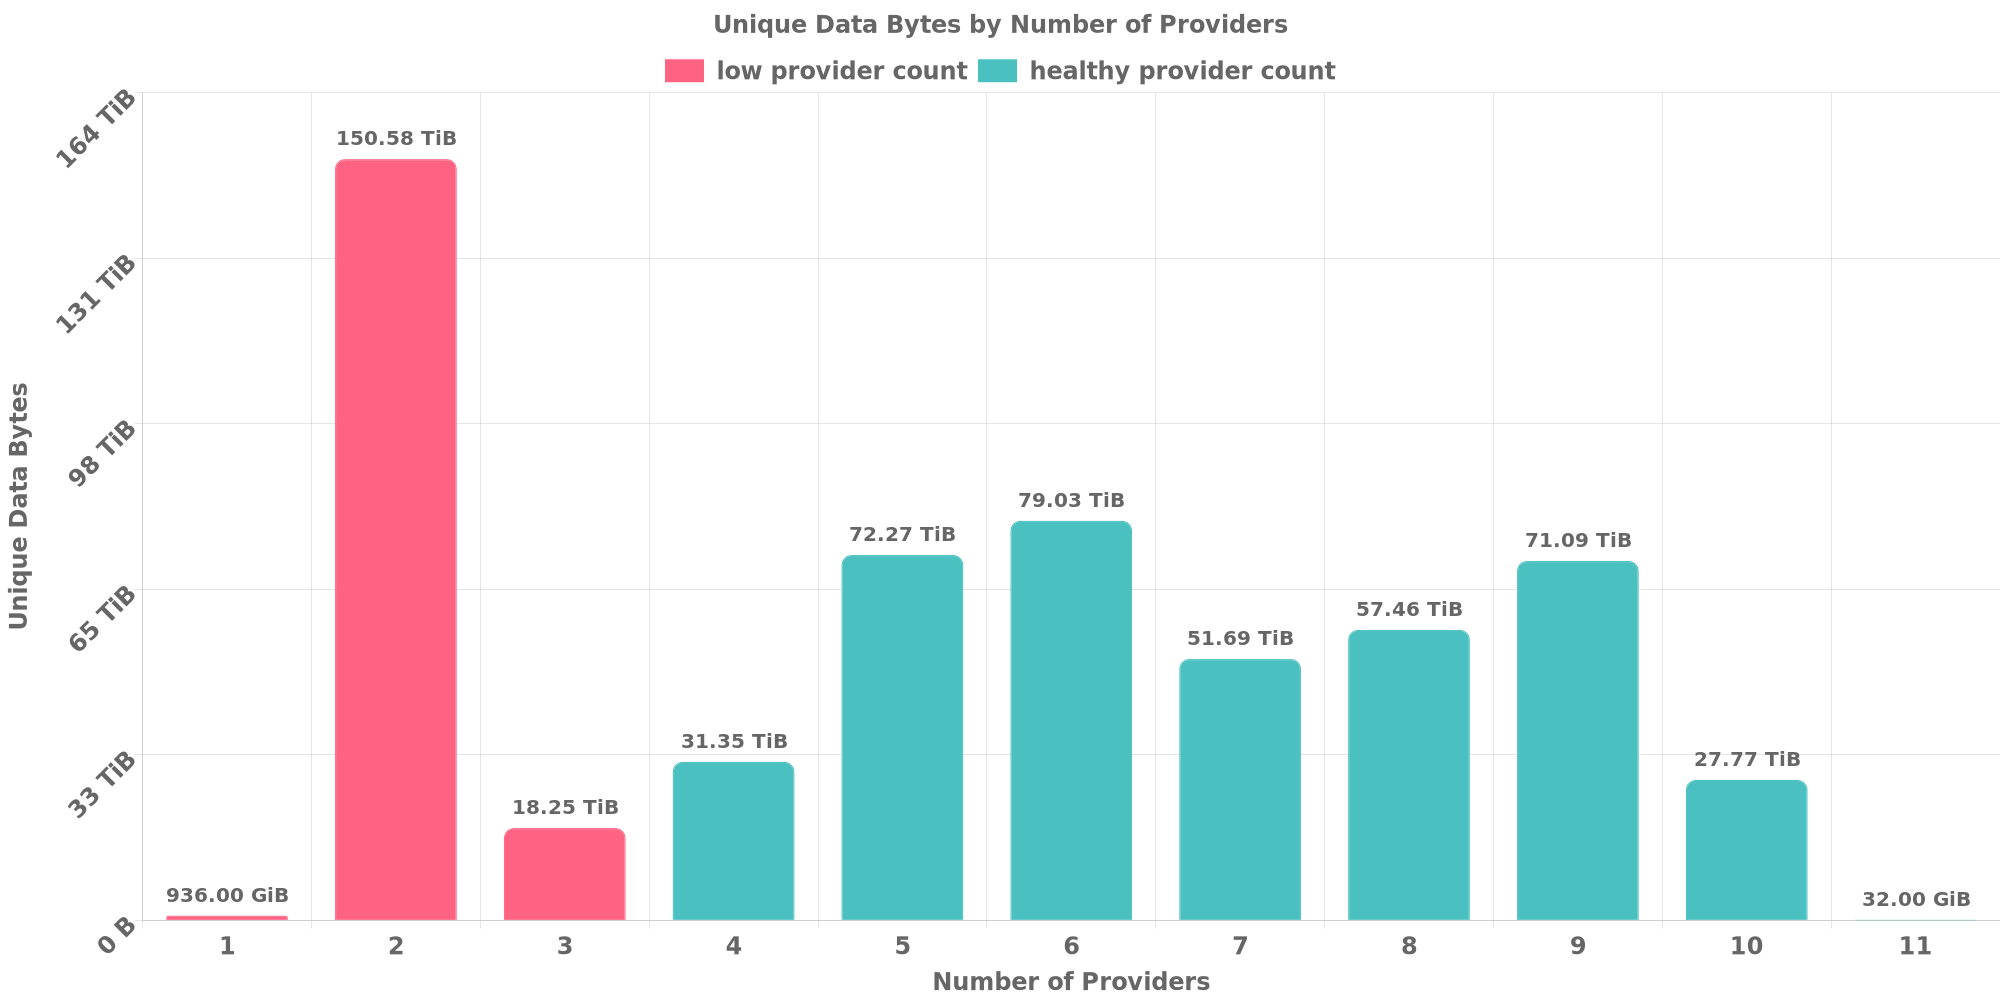 Unique Data Bytes by Number of Providers
low provider count healthy provider count
164 TiB
131 TiB
98 TiB
65 TiB
33 TiB
0 B
Unique Data Bytes
936.00 GiB
150.58 TiB
18.25 TiB
31.35 TiB
72.27 TiB
79.03 TiB
51.69 TiB
57.46 TiB
71.09 TiB
27.77 TiB
32.00 GiB
1 2 3 4 5 6 7 8 9 10 11
Number of Providers